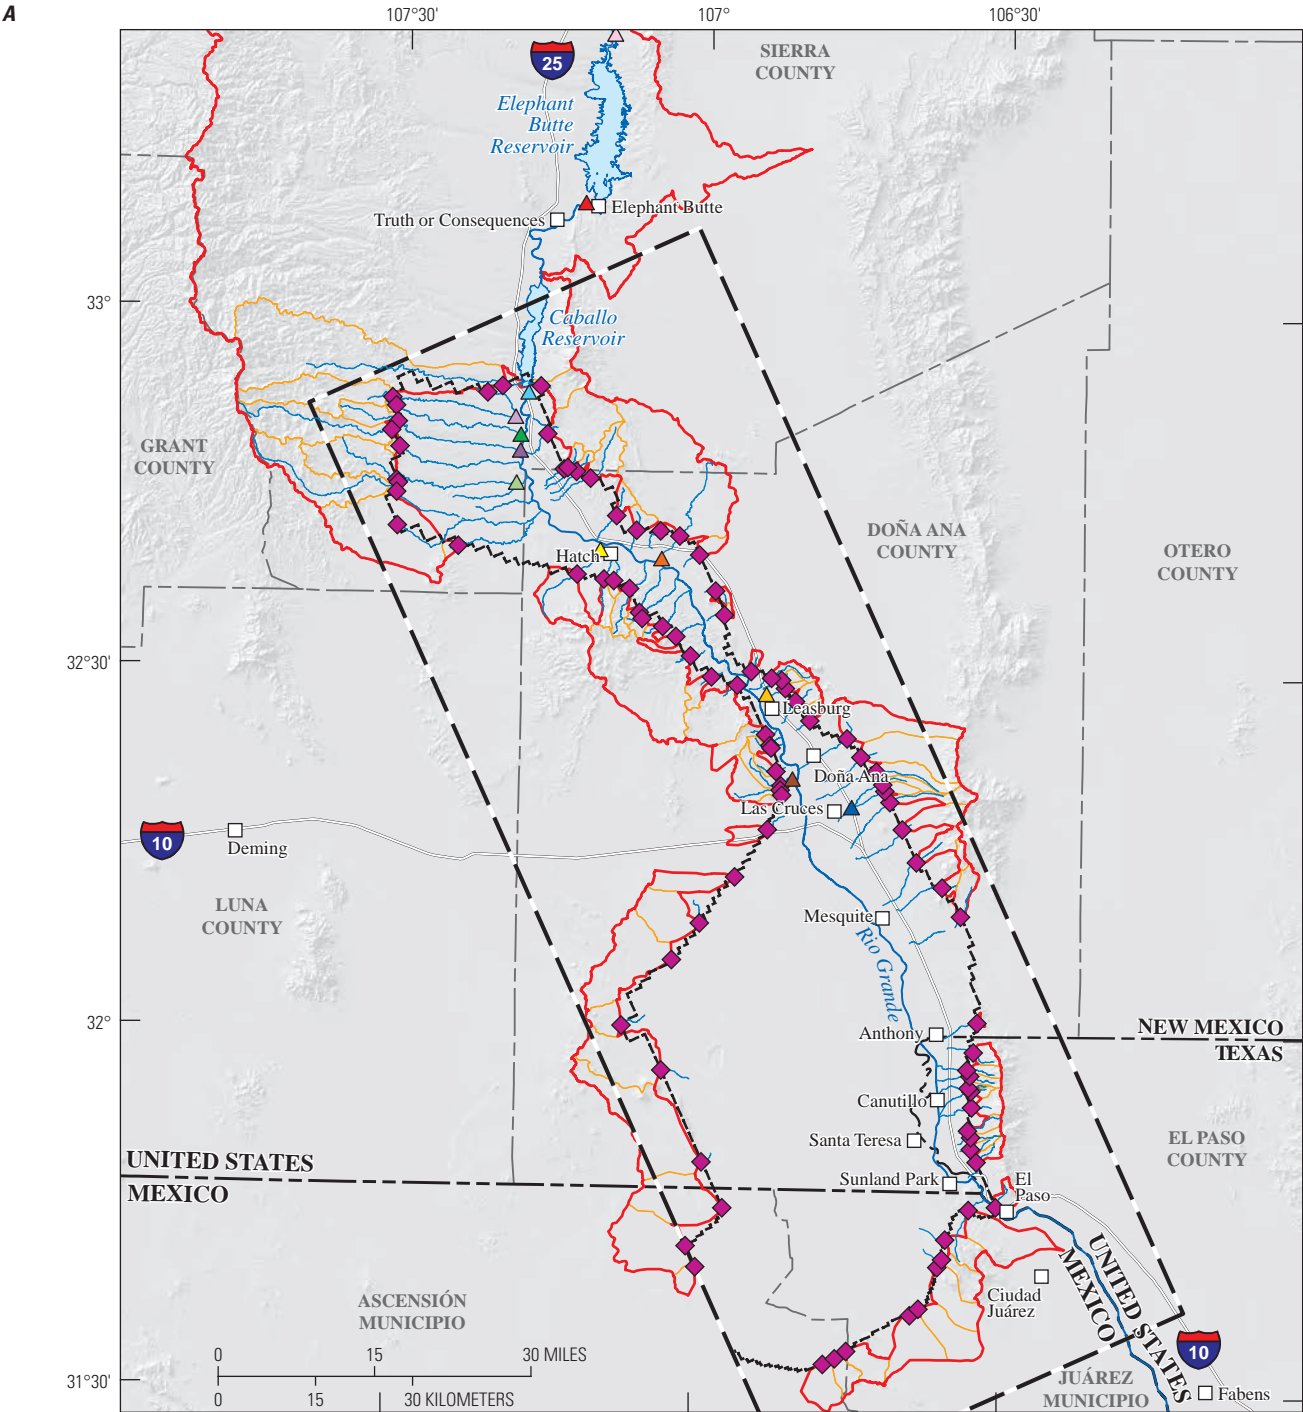 A
107°30'
107°
106°30'
25
SIERRA
COUNTY
Elephant
Butte
Reservoir
Truth or Consequences
Elephant Butte
33°
Caballo
Reservoir
GRANT
COUNTY
DOÑA ANA
COUNTY
OTERO
COUNTY
Hatch
32°30'
Leasburg
Doña Ana
Las Cruces
10
Deming
LUNA
COUNTY
Mesquite
Rio Grande
32°
Anthony
NEW MEXICO
TEXAS
Canutillo
Santa Teresa
EL PASO
COUNTY
UNITED STATES
MEXICO
Sunland Park
El
Paso
UNITED STATES
MEXICO
Ciudad
Juárez
ASCENSIÓN
MUNICIPIO
0 15 30 MILES
0 15 30 KILOMETERS
10
31°30'
JUÁREZ
MUNICIPIO
Fabens